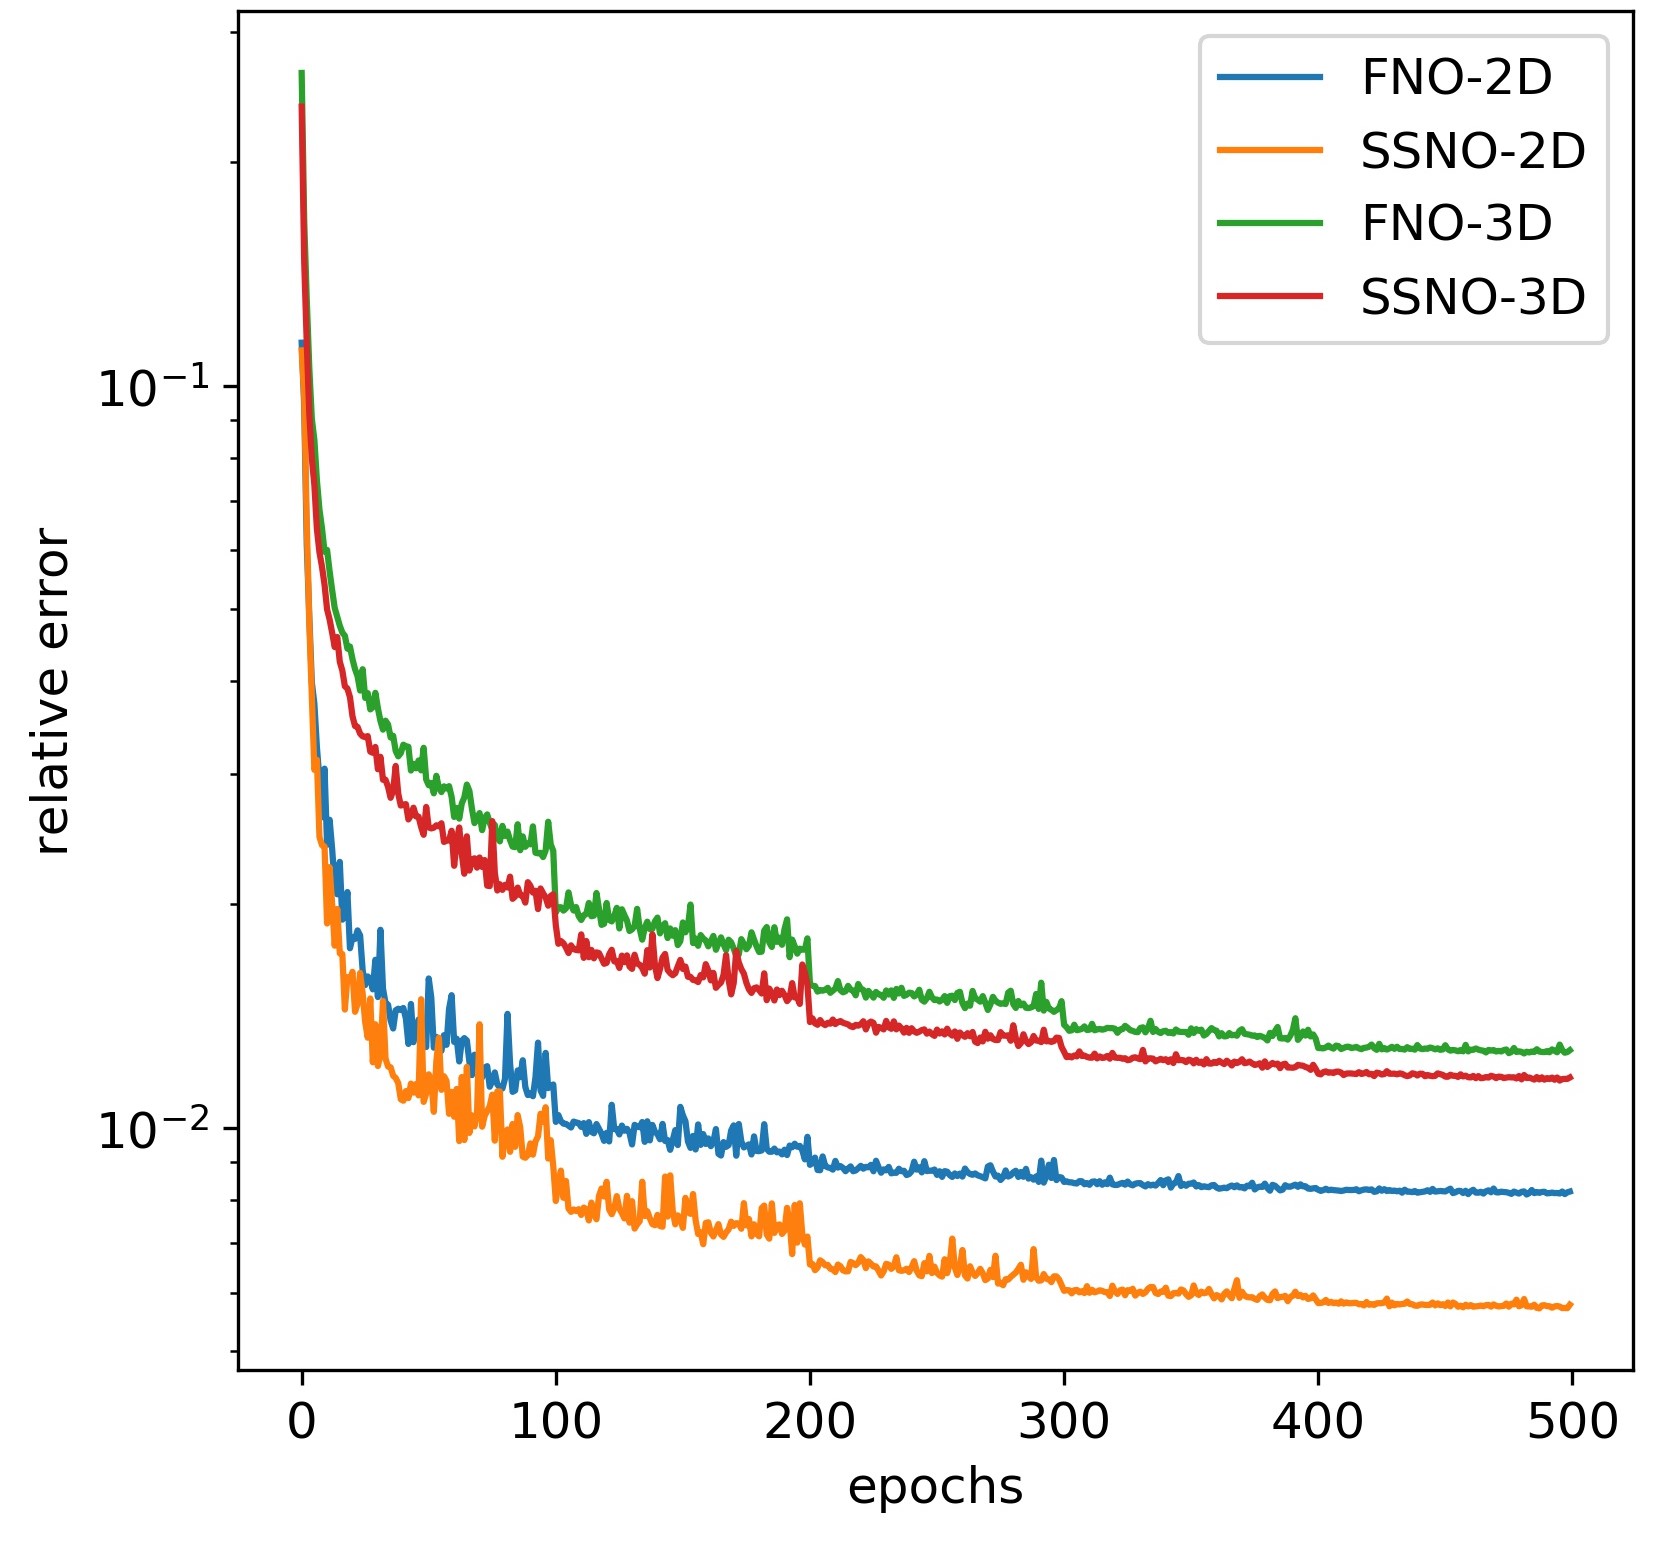 FNO-2D
SSNO-2D
FNO-3D
SSNO-3D
10⁻¹
10⁻²
relative error
0 100 200 300 400 500
epochs